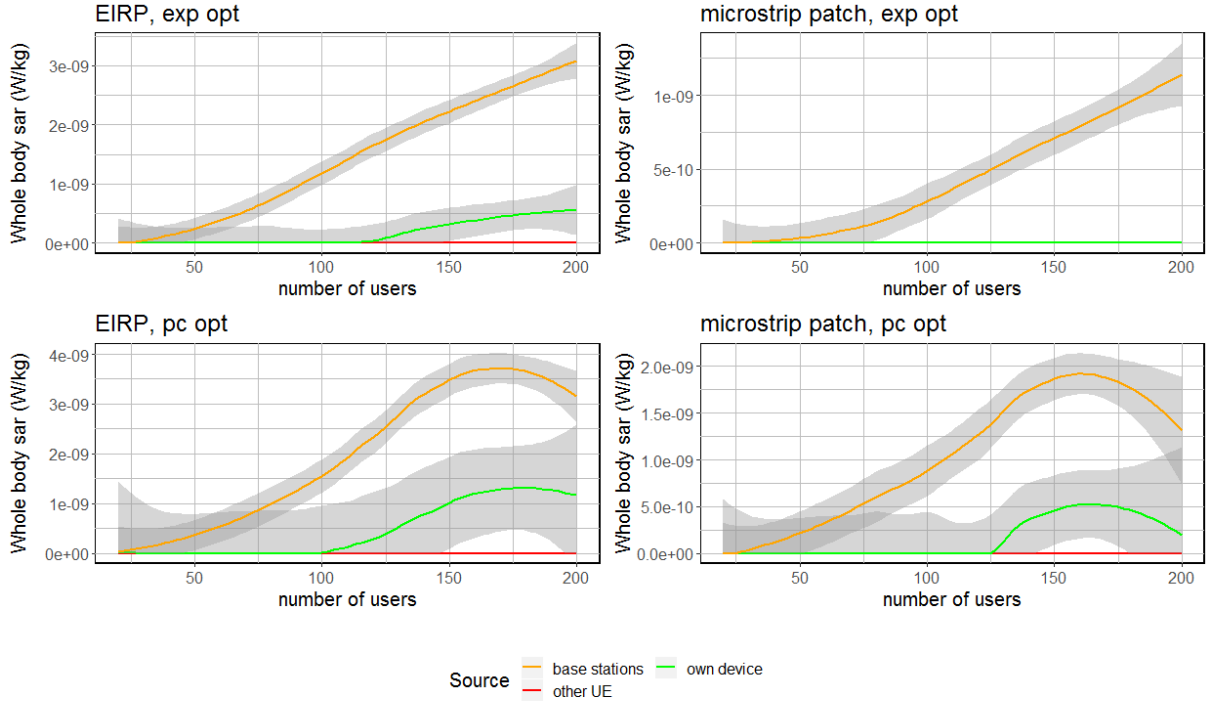 EIRP, exp opt
Whole body sar (W/kg)
3e-09
2e-09
1e-09
0e+00
50 100 150 200
number of users
microstrip patch, exp opt
Whole body sar (W/kg)
1e-09
5e-10
0e+00
50 100 150 200
number of users
EIRP, pc opt
Whole body sar (W/kg)
4e-09
3e-09
2e-09
1e-09
0e+00
50 100 150 200
number of users
microstrip patch, pc opt
Whole body sar (W/kg)
2.0e-09
1.5e-09
1.0e-09
5.0e-10
0.0e+00
50 100 150 200
number of users
Source
base stations own device
other UE